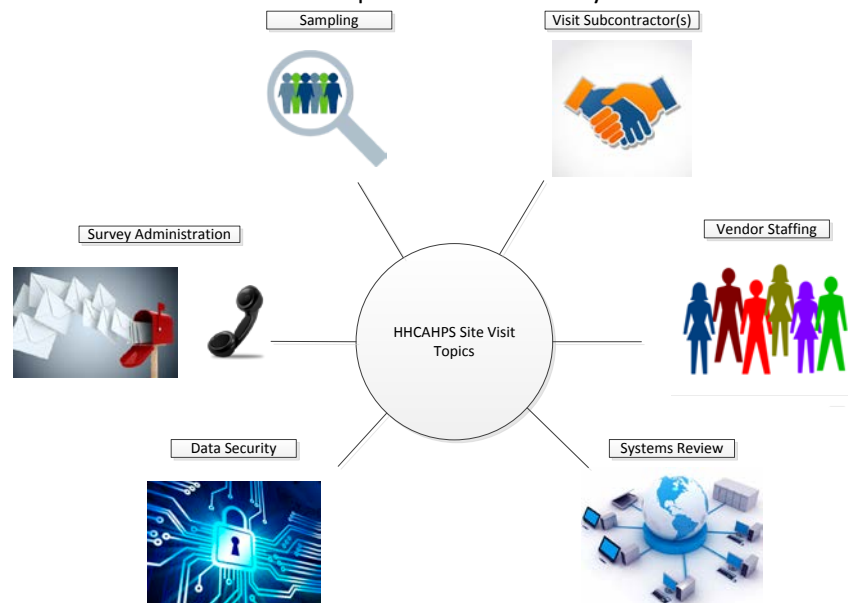 Sampling
Visit Subcontractor(s)
Survey Administration
Vendor Staffing
HHCAHPS Site Visit
Topics
Data Security
Systems Review